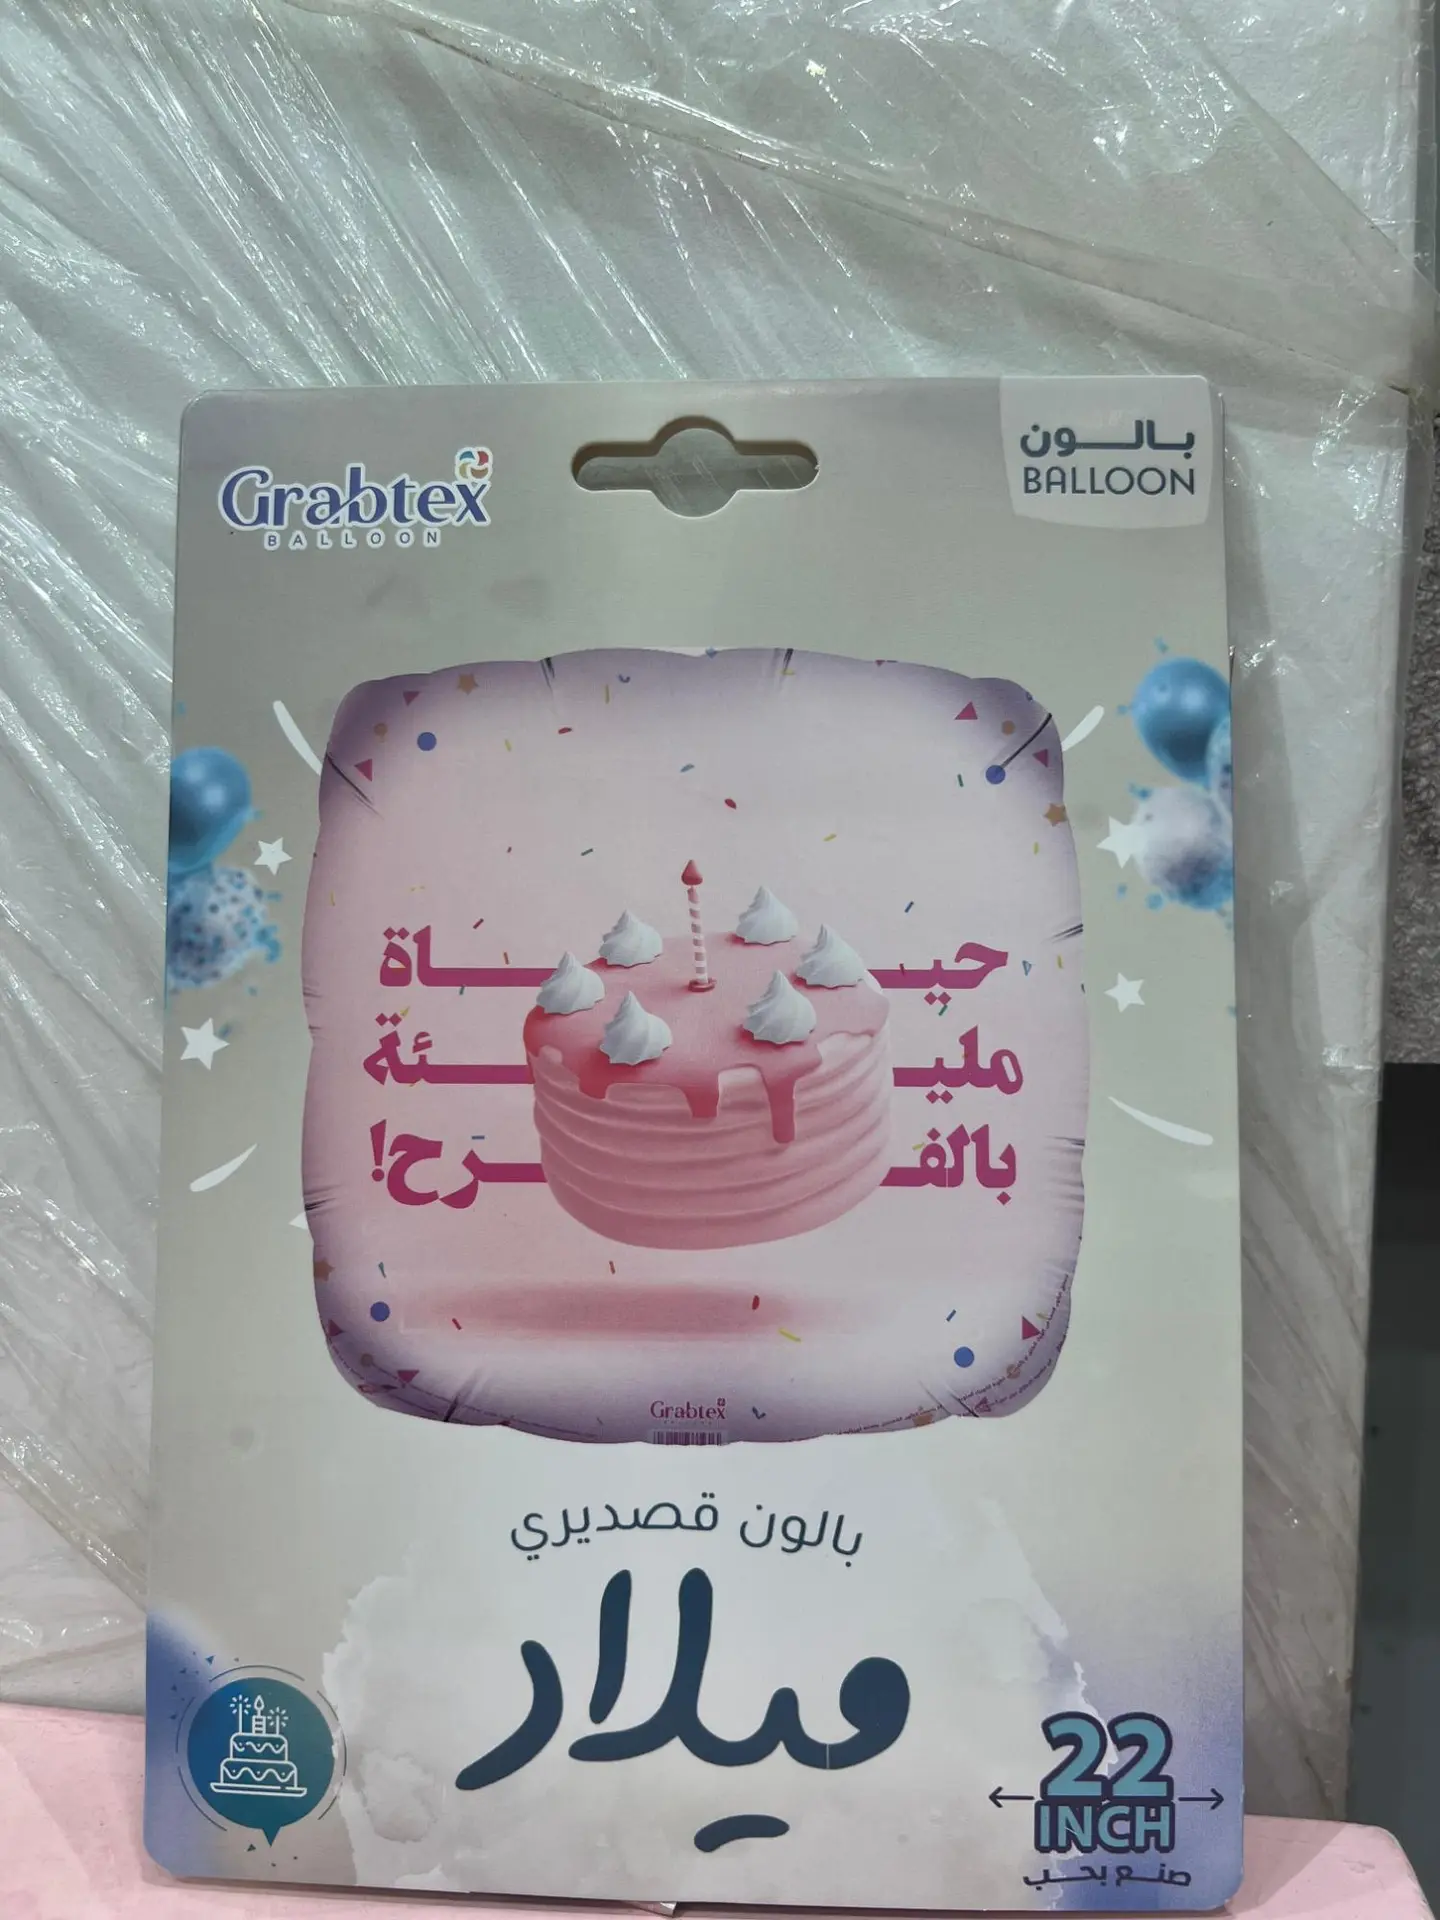 Grabtex
BALLOON
بالون
BALLOON
حياة
مليئة
بالفرح!
Grabtex
بالون قصديري
ميلاد
22
INCH
صنع بحب